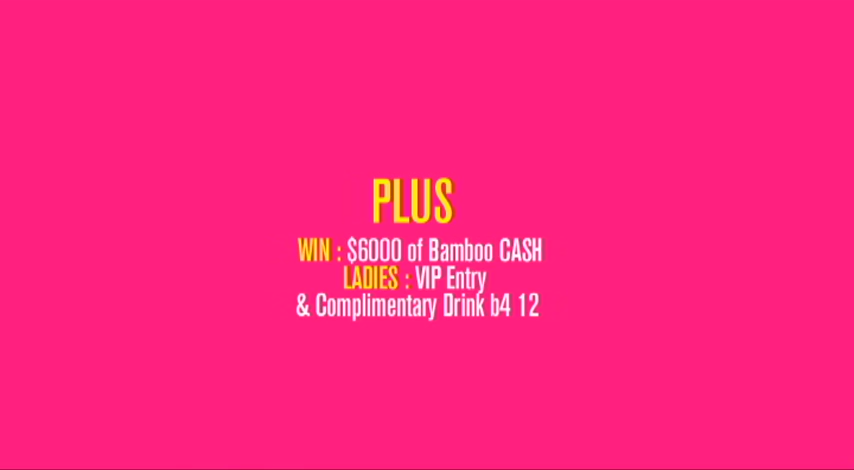 PLUS
WIN : $6000 of Bamboo CASH
LADIES : VIP Entry
& Complimentary Drink b4 12